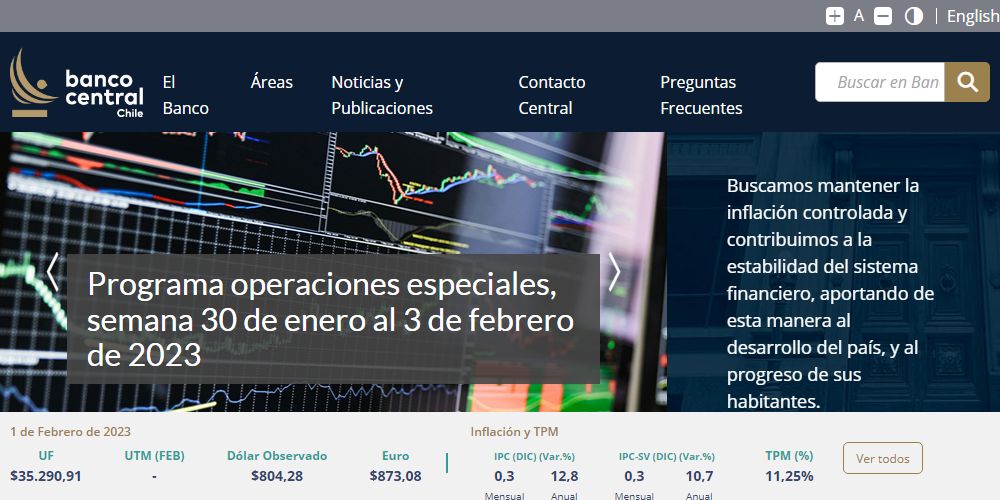 A
English
banco
central
Chile
El
Banco
Áreas
Noticias y
Publicaciones
Contacto
Central
Preguntas
Frecuentes
Buscar en Ban
Programa operaciones especiales,
semana 30 de enero al 3 de febrero
de 2023
Buscamos mantener la
inflación controlada y
contribuimos a la
estabilidad del sistema
financiero, aportando de
esta manera al
desarrollo del país, y al
progreso de sus
habitantes.
1 de Febrero de 2023
UF
$35.290,91
UTM (FEB)
-
Dólar Observado
$804,28
Euro
$873,08
Inflación y TPM
IPC (DIC) (Var.%)
0,3 12,8
Mensual Anual
IPC-SV (DIC) (Var.%)
0,3 10,7
Mensual Anual
TPM (%)
11,25%
Ver todos